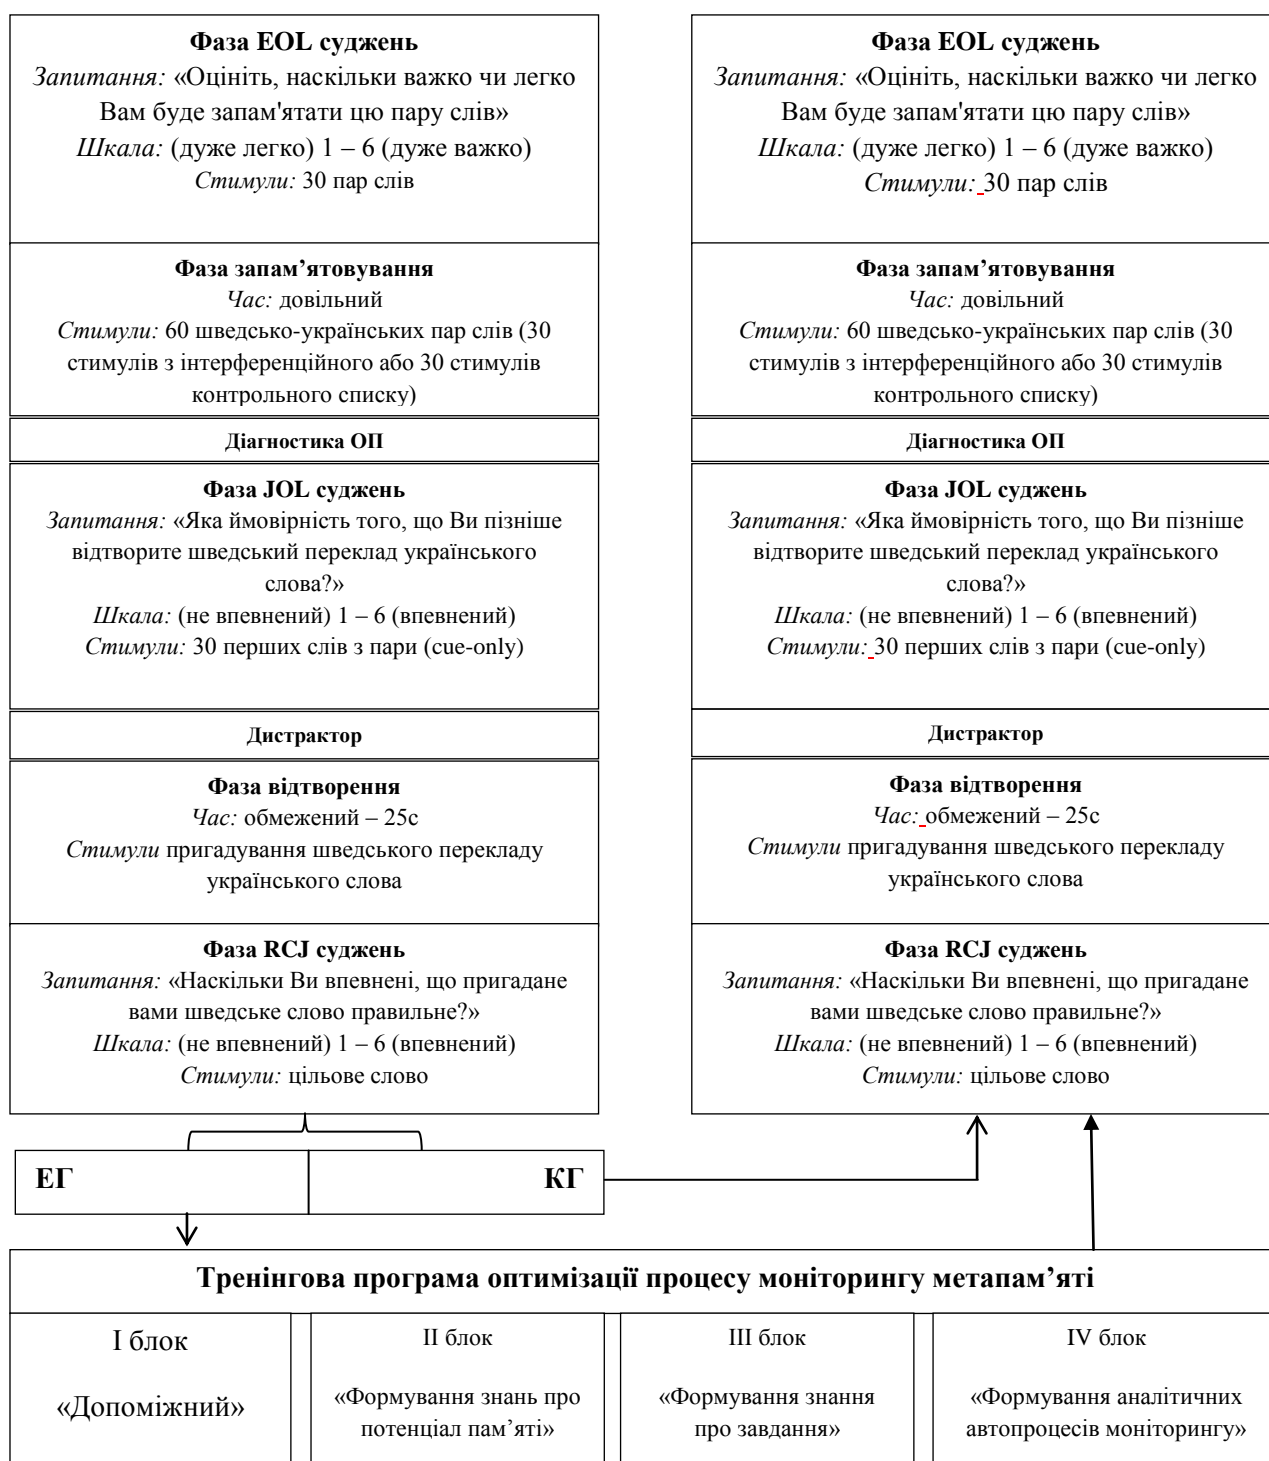 Фаза EOL суджень
Запитання: «Оцініть, наскільки важко чи легко
Вам буде запам'ятати цю пару слів»
Шкала: (дуже легко) 1 – 6 (дуже важко)
Стимули: 30 пар слів
Фаза запам’ятовування
Час: довільний
Стимули: 60 шведсько-українських пар слів (30
стимулів з інтерференційного або 30 стимулів
контрольного списку)
Діагностика ОП
Фаза JOL суджень
Запитання: «Яка ймовірність того, що Ви пізніше
відтворите шведський переклад українського
слова?»
Шкала: (не впевнений) 1 – 6 (впевнений)
Стимули: 30 перших слів з пари (cue-only)
Дистрактор
Фаза відтворення
Час: обмежений – 25с
Стимули пригадування шведського перекладу
українського слова
Фаза RCJ суджень
Запитання: «Наскільки Ви впевнені, що пригадане
вами шведське слово правильне?»
Шкала: (не впевнений) 1 – 6 (впевнений)
Стимули: цільове слово
Фаза EOL суджень
Запитання: «Оцініть, наскільки важко чи легко
Вам буде запам'ятати цю пару слів»
Шкала: (дуже легко) 1 – 6 (дуже важко)
Стимули: 30 пар слів
Фаза запам’ятовування
Час: довільний
Стимули: 60 шведсько-українських пар слів (30
стимулів з інтерференційного або 30 стимулів
контрольного списку)
Діагностика ОП
Фаза JOL суджень
Запитання: «Яка ймовірність того, що Ви пізніше
відтворите шведський переклад українського
слова?»
Шкала: (не впевнений) 1 – 6 (впевнений)
Стимули: 30 перших слів з пари (cue-only)
Дистрактор
Фаза відтворення
Час: обмежений – 25с
Стимули пригадування шведського перекладу
українського слова
Фаза RCJ суджень
Запитання: «Наскільки Ви впевнені, що пригадане
вами шведське слово правильне?»
Шкала: (не впевнений) 1 – 6 (впевнений)
Стимули: цільове слово
ЕГ
КГ
Тренінгова програма оптимізації процесу моніторингу метапам’яті
І блок
«Допоміжний»
ІІ блок
«Формування знань про
потенціал пам’яті»
ІІІ блок
«Формування знання
про завдання»
IV блок
«Формування аналітичних
автопроцесів моніторингу»